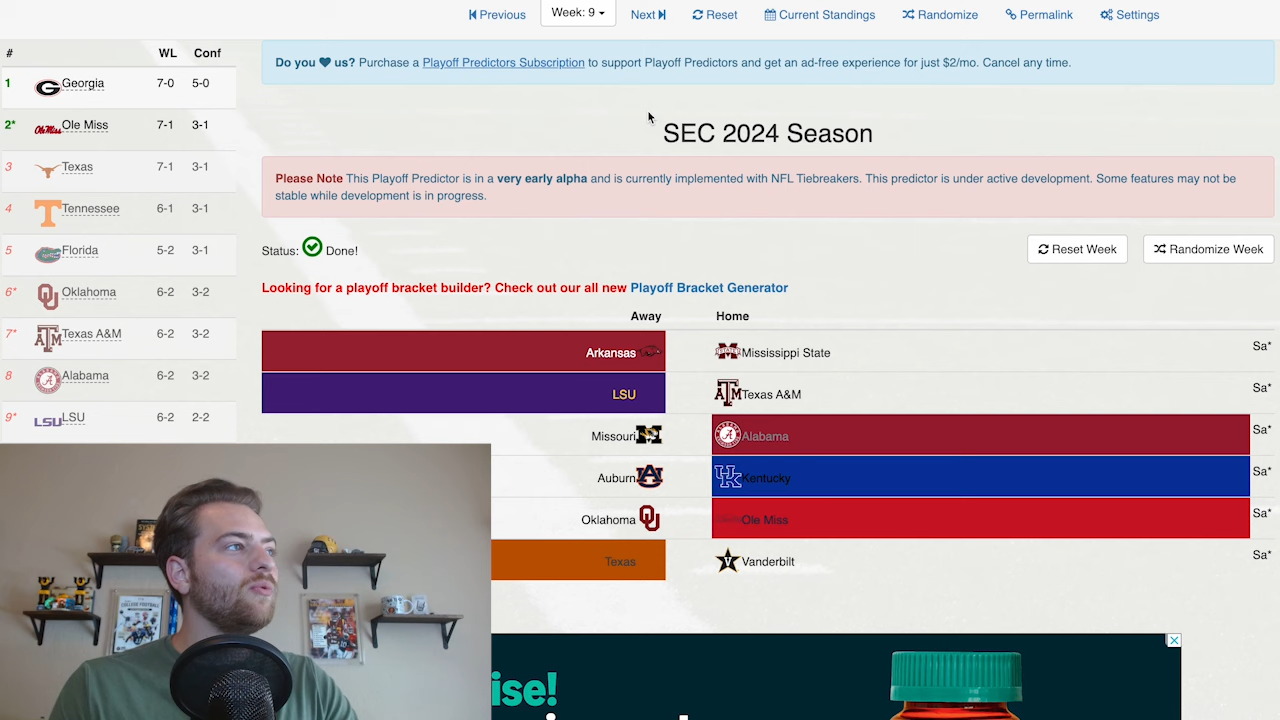 Previous Week: 9 Next Reset Current Standings Randomize Permalink Settings
# WL Conf
1 Georgia 7-0 5-0
2* Ole Miss 7-1 3-1
3 Texas 7-1 3-1
4 Tennessee 6-1 3-1
5 Florida 5-2 3-1
6* Oklahoma 6-2 3-2
7* Texas A&M 6-2 3-2
8 Alabama 6-2 3-2
9* LSU 6-2 2-2
Do you us? Purchase a Playoff Predictors Subscription to support Playoff Predictors and get an ad-free experience for just $2/mo. Cancel any time.
SEC 2024 Season
Please Note This Playoff Predictor is in a very early alpha and is currently implemented with NFL Tiebreakers. This predictor is under active development. Some features may not be
stable while development is in progress.
Status: Done! Reset Week Randomize Week
Looking for a playoff bracket builder? Check out our all new Playoff Bracket Generator
Away Home
Arkansas Mississippi State Sa*
LSU Texas A&M Sa*
Missouri Alabama Sa*
Auburn Kentucky Sa*
Oklahoma Ole Miss Sa*
Texas Vanderbilt Sa*
ise!
COLLEGE FOOTBALL